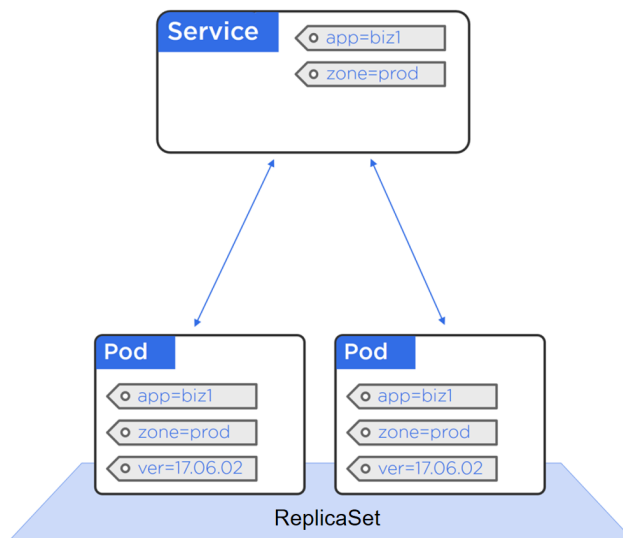 Service
app=biz1
zone=prod
Pod
app=biz1
zone=prod
ver=17.06.02
Pod
app=biz1
zone=prod
ver=17.06.02
ReplicaSet